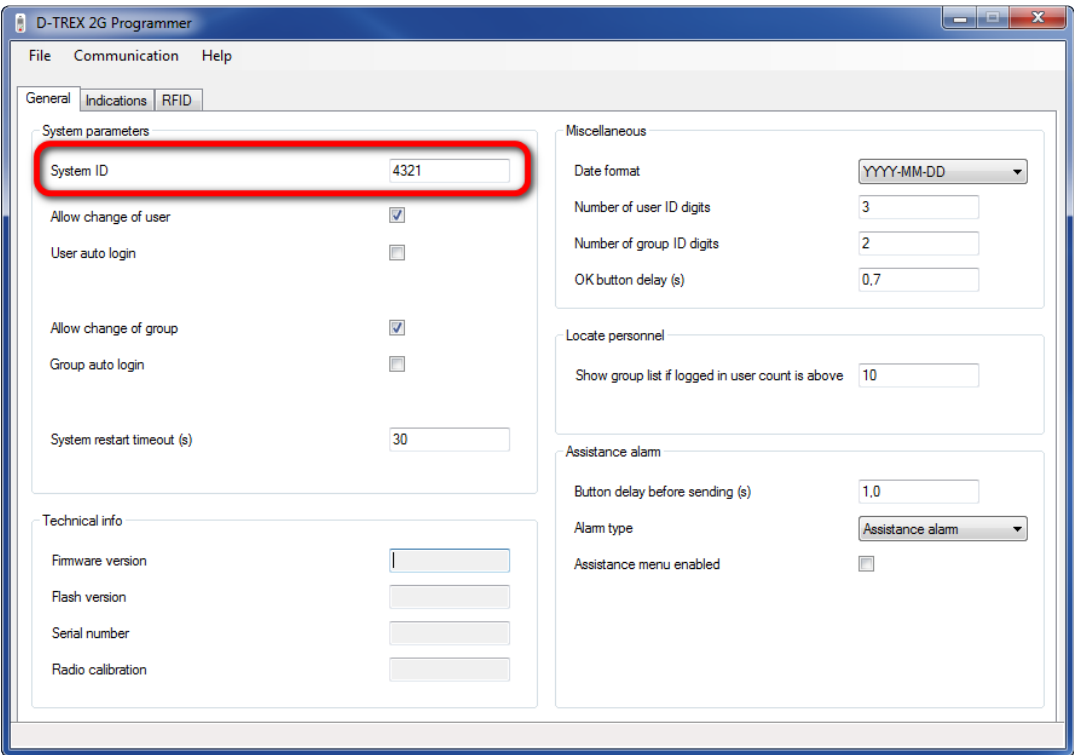 D-TREX 2G Programmer
File Communication Help
General Indications RFID
System parameters
System ID 4321
Allow change of user
User auto login
Allow change of group
Group auto login
System restart timeout (s) 30
Technical info
Firmware version
Flash version
Serial number
Radio calibration
Miscellaneous
Date format YYYY-MM-DD
Number of user ID digits 3
Number of group ID digits 2
OK button delay (s) 0,7
Locate personnel
Show group list if logged in user count is above 10
Assistance alarm
Button delay before sending (s) 1,0
Alarm type Assistance alarm
Assistance menu enabled